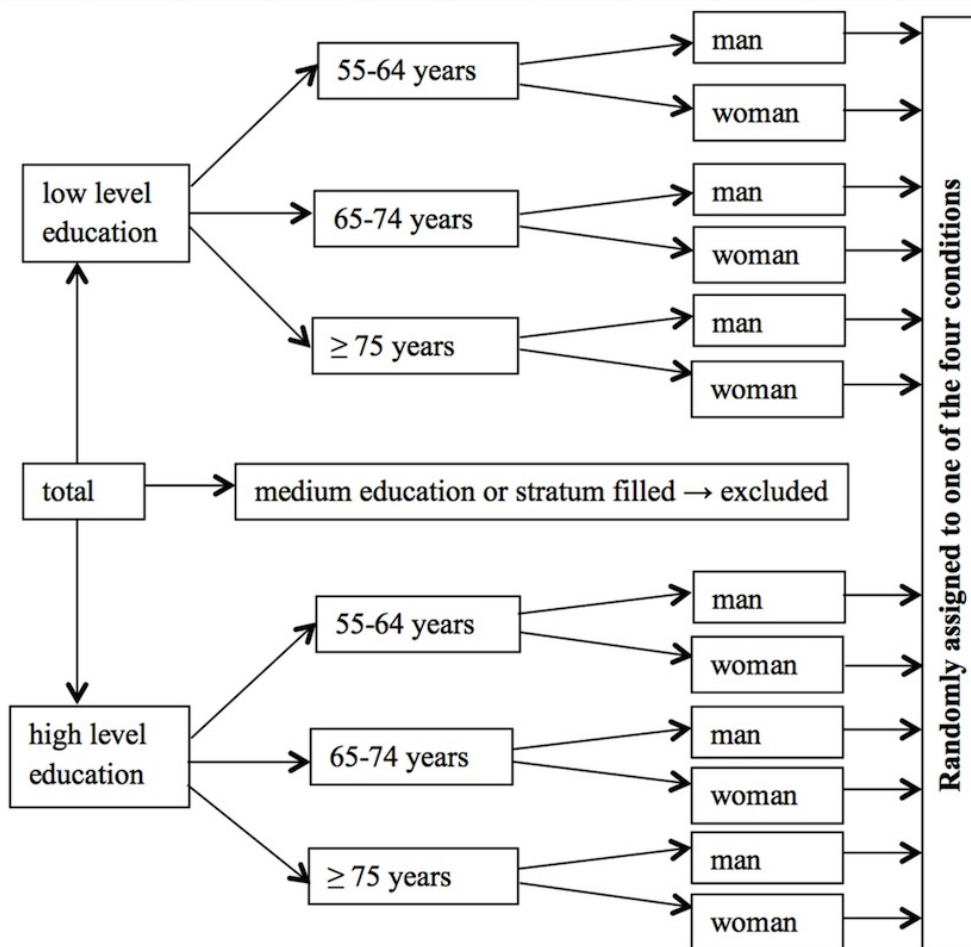 man
55-64 years
woman
low level
education
man
65-74 years
woman
man
≥ 75 years
woman
total
medium education or stratum filled → excluded
man
55-64 years
woman
high level
education
man
65-74 years
woman
man
≥ 75 years
woman
Randomly assigned to one of the four conditions